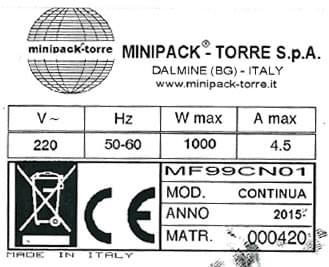 minipack-torre
MINIPACK®-TORRE S.p.A.
DALMINE (BG) - ITALY
www.minipack-torre.it
V~ Hz W max A max
220 50-60 1000 4.5
MF99CN01
MOD. CONTINUA
ANNO 2015
MATR. 000420
MADE IN ITALY